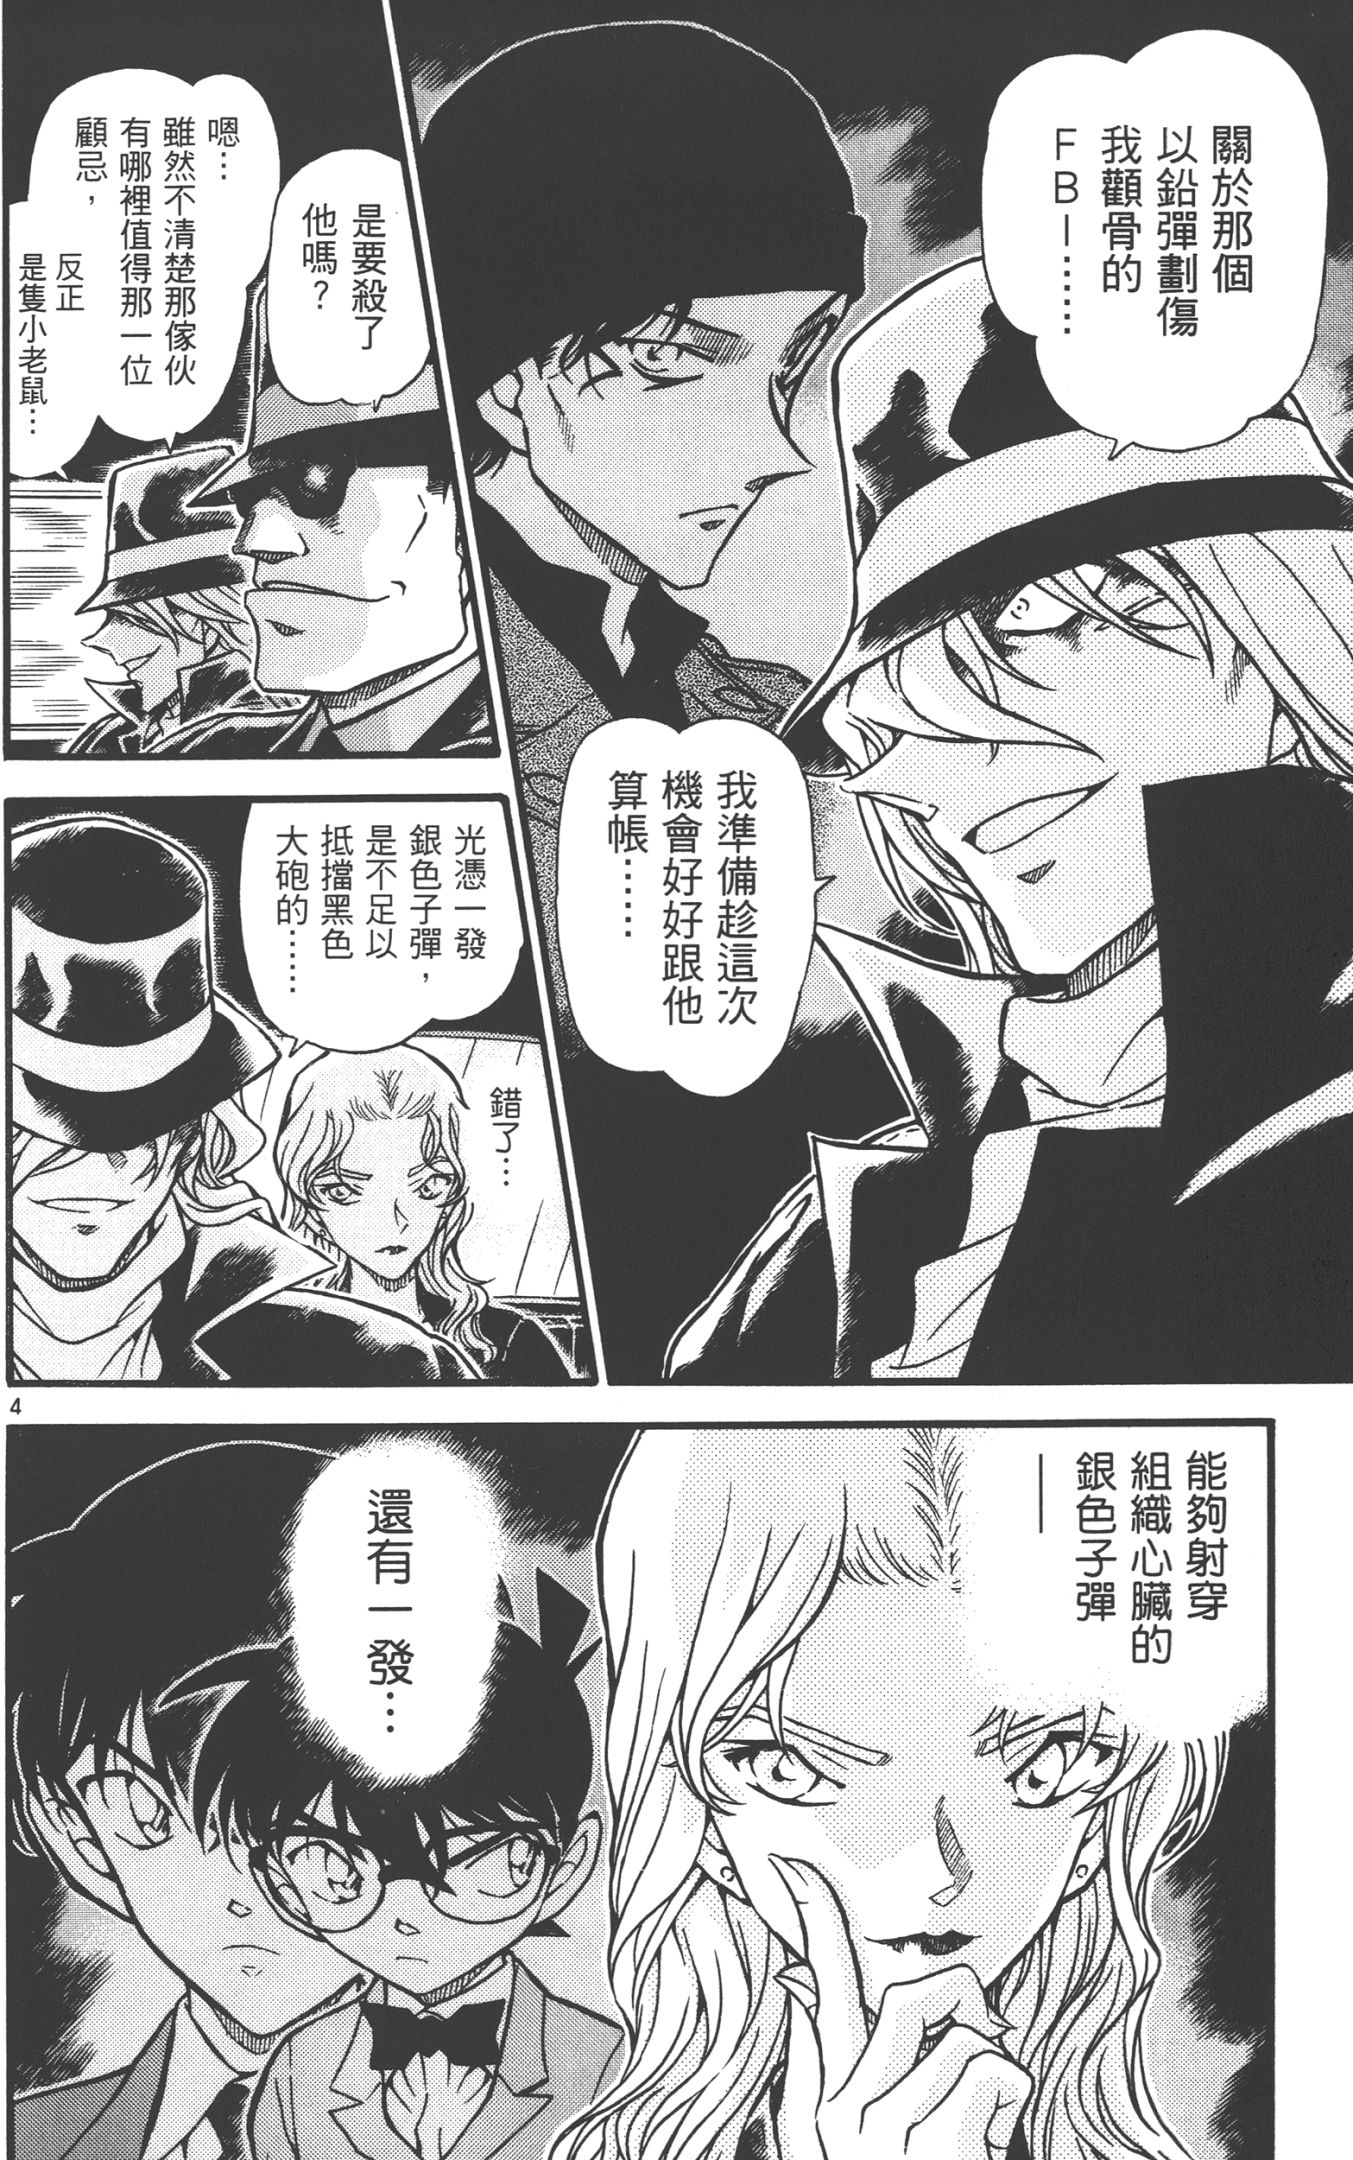 關於那個
以鉛彈劃傷
我顴骨的
FBI……
我準備趁這次
機會好好跟他
算帳……
是要殺了
他嗎？
嗯…
雖然不清楚那傢伙
有哪裡值得那一位
顧忌，
反正
是隻小老鼠…
光憑一發
銀色子彈，
是不足以
抵擋黑色
大砲的……
錯了…
能夠射穿
組織心臟的
銀色子彈
——
還有一發…
4